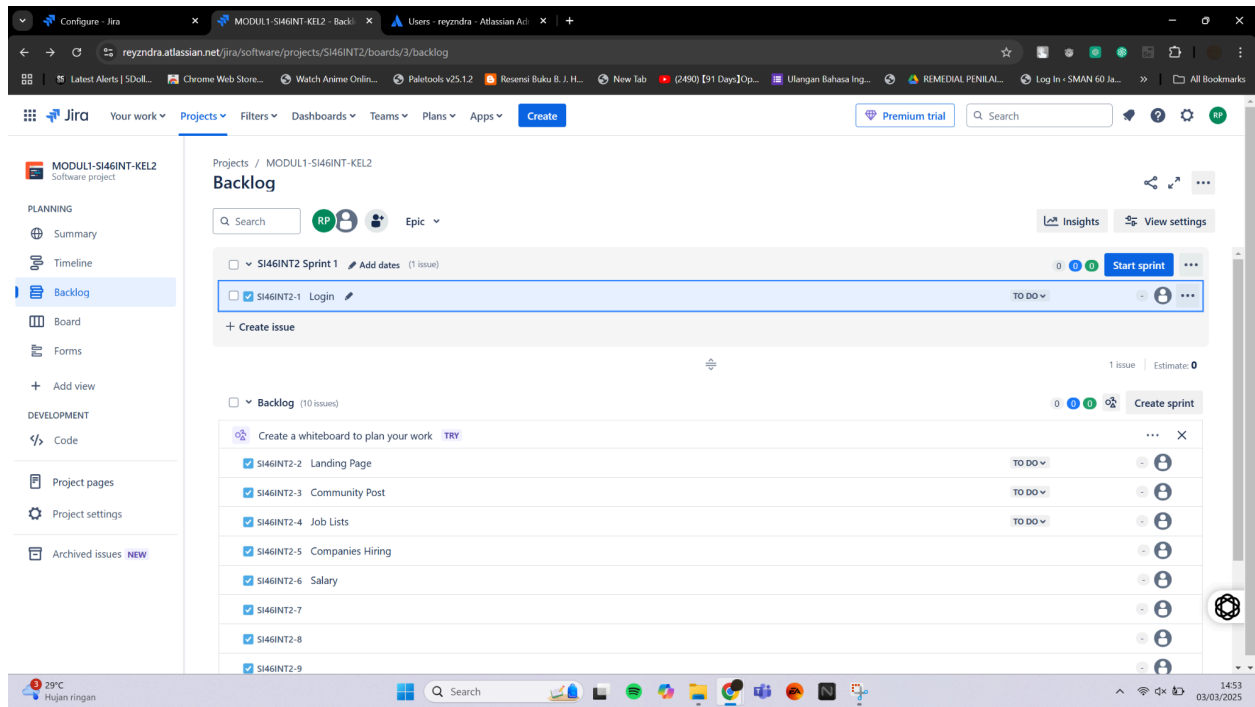 Configure - Jira
MODUL1-SI46INT-KEL2 - Backlo
Users - reyzndra - Atlassian Adm
reyzndra.atlassian.net/jira/software/projects/SI46INT2/boards/3/backlog
Latest Alerts | 5Doll...
Chrome Web Store...
Watch Anime Onlin...
Paletools v25.1.2
Resensi Buku B. J. H...
New Tab
(2490) [91 Days]Op...
Ulangan Bahasa Ing...
REMEDIAL PENILAI...
Log In ‹ SMAN 60 Ja...
»
All Bookmarks
Jira
Your work
Projects
Filters
Dashboards
Teams
Plans
Apps
Create
Premium trial
Search
RP
MODUL1-SI46INT-KEL2
Software project
PLANNING
Summary
Timeline
Backlog
Board
Forms
+ Add view
DEVELOPMENT
Code
Project pages
Project settings
Archived issues NEW
Projects / MODUL1-SI46INT-KEL2
Backlog
Search
RP
Epic
Insights
View settings
SI46INT2 Sprint 1 Add dates (1 issue)
0 0 0 Start sprint
SI46INT2-1 Login TO DO -
+ Create issue
1 issue Estimate: 0
Backlog (10 issues)
0 0 0 Create sprint
Create a whiteboard to plan your work TRY
SI46INT2-2 Landing Page TO DO -
SI46INT2-3 Community Post TO DO -
SI46INT2-4 Job Lists TO DO -
SI46INT2-5 Companies Hiring -
SI46INT2-6 Salary -
SI46INT2-7 -
SI46INT2-8 -
SI46INT2-9 -
3
29°C
Hujan ringan
Search
14:53
03/03/2025